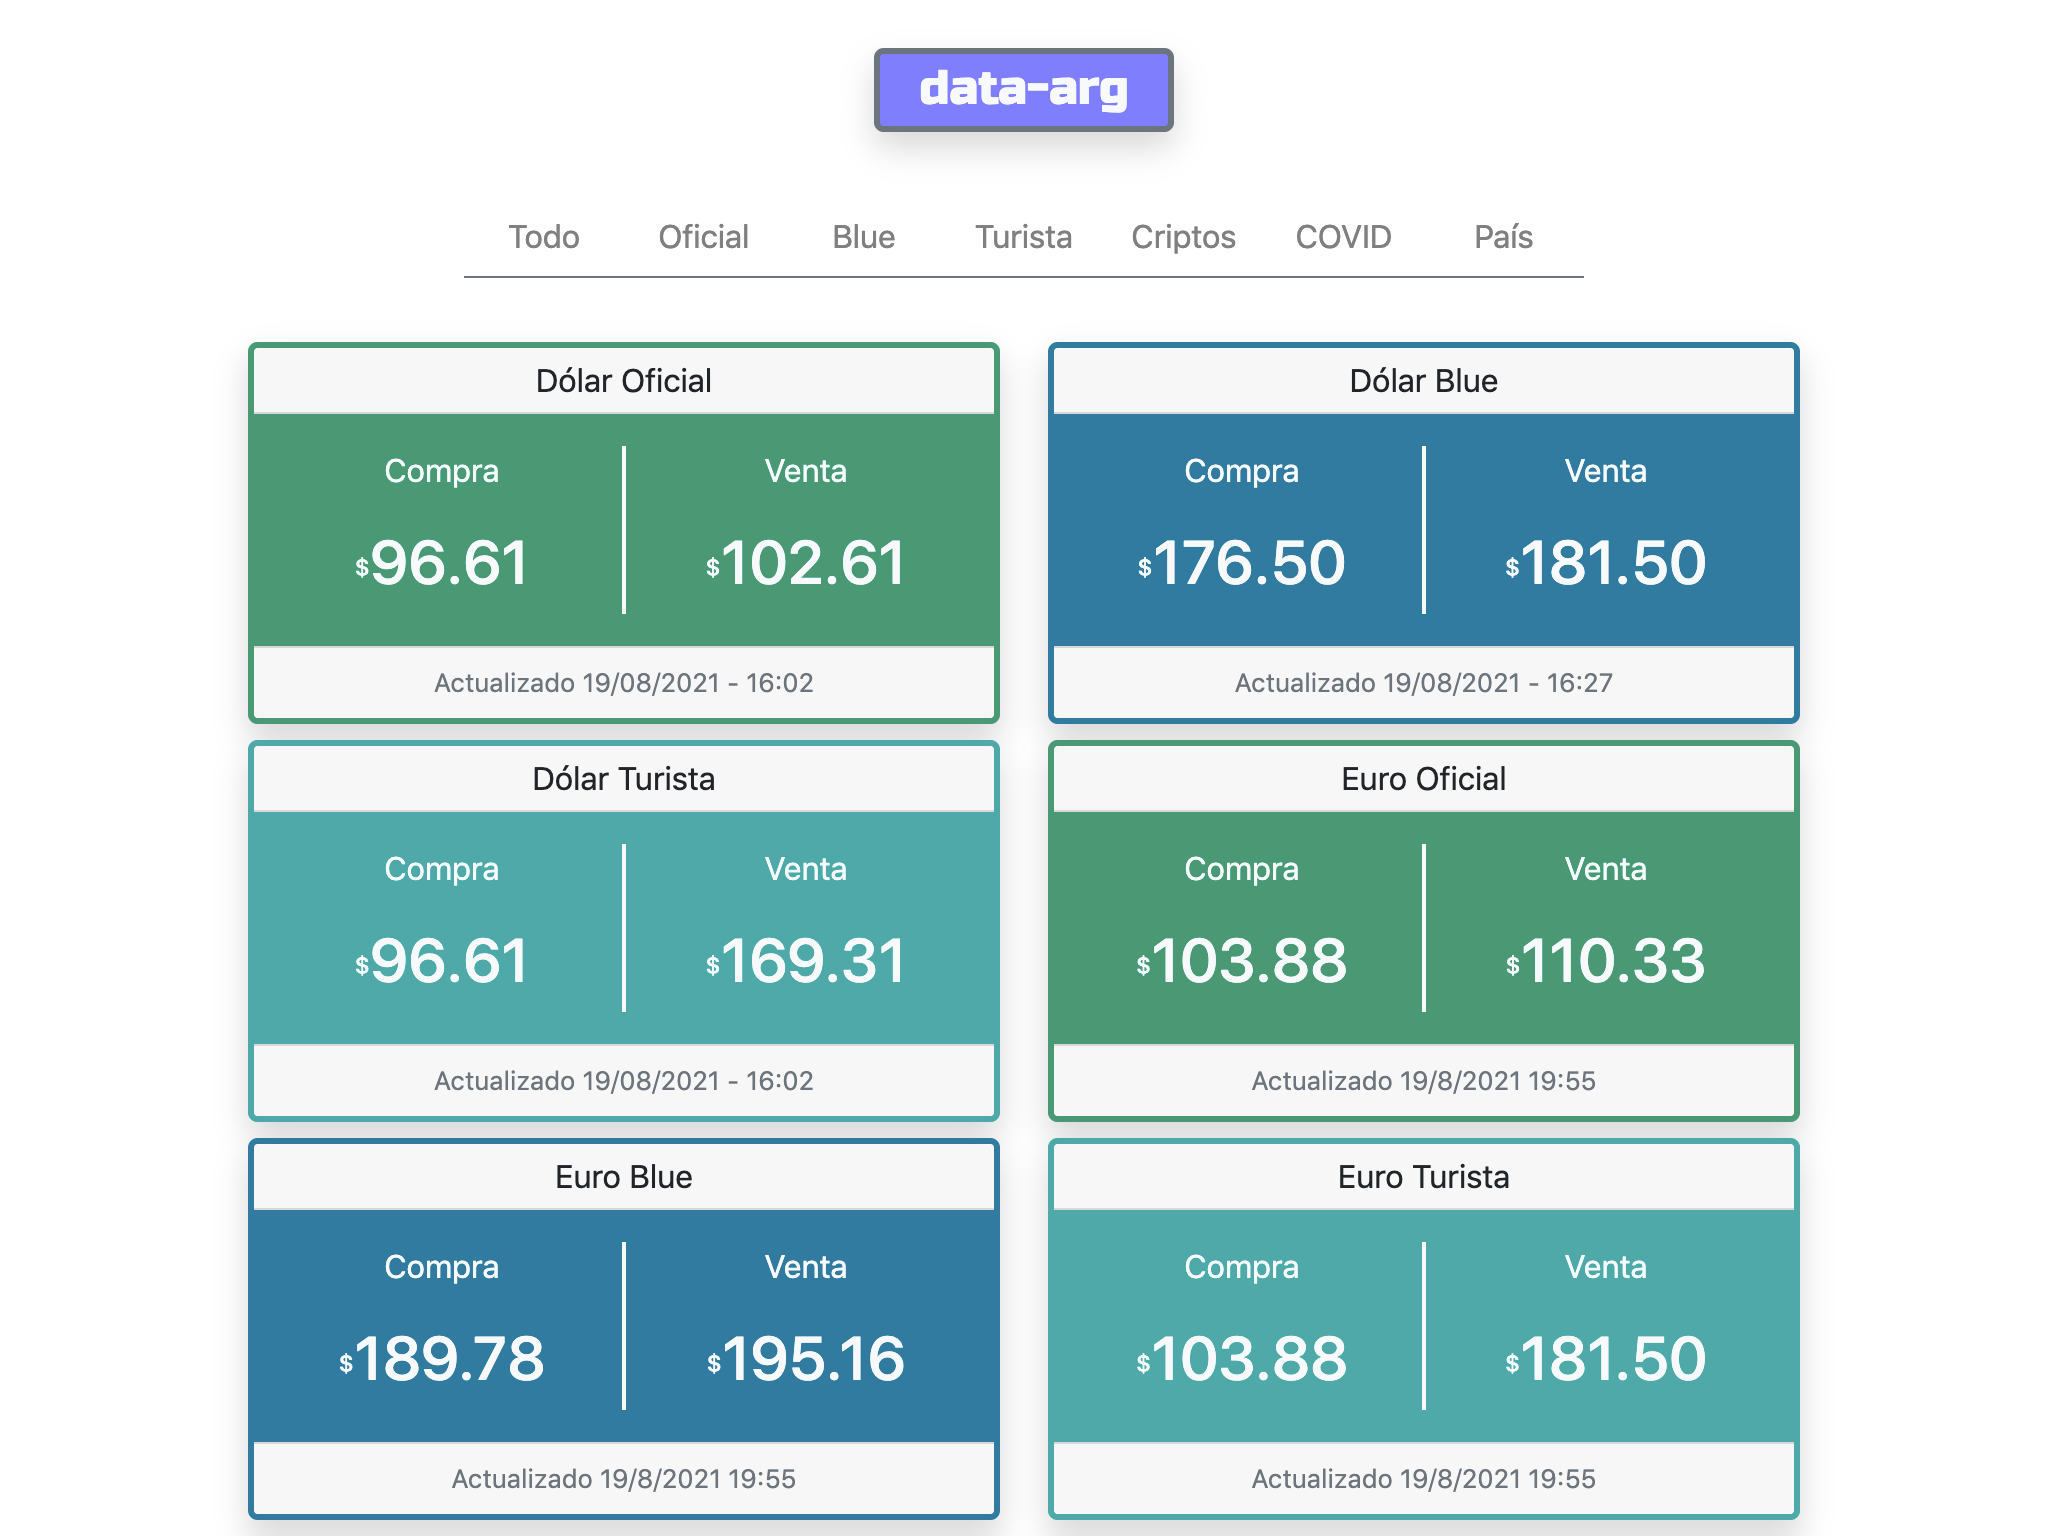 data-arg
Todo Oficial Blue Turista Criptos COVID País
Dólar Oficial
Compra Venta
$96.61 $102.61
Actualizado 19/08/2021 - 16:02
Dólar Blue
Compra Venta
$176.50 $181.50
Actualizado 19/08/2021 - 16:27
Dólar Turista
Compra Venta
$96.61 $169.31
Actualizado 19/08/2021 - 16:02
Euro Oficial
Compra Venta
$103.88 $110.33
Actualizado 19/8/2021 19:55
Euro Blue
Compra Venta
$189.78 $195.16
Actualizado 19/8/2021 19:55
Euro Turista
Compra Venta
$103.88 $181.50
Actualizado 19/8/2021 19:55